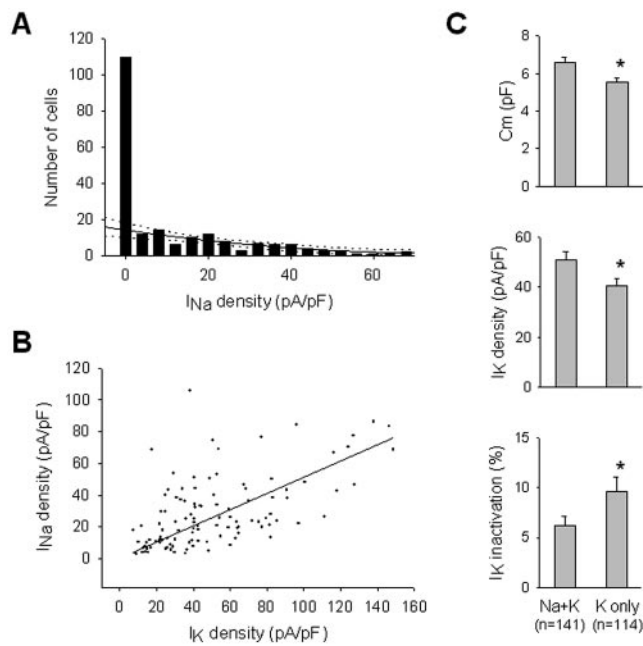 A
Number of cells
120
100
80
60
40
20
0
0 20 40 60
INa density (pA/pF)
B
INa density (pA/pF)
120
100
80
60
40
20
0
0 20 40 60 80 100 120 140 160
IK density (pA/pF)
C
Cm (pF)
8
6
4
2
0
*
IK density (pA/pF)
60
40
20
0
*
IK inactivation (%)
15
10
5
0
*
Na+K K only
(n=141) (n=114)